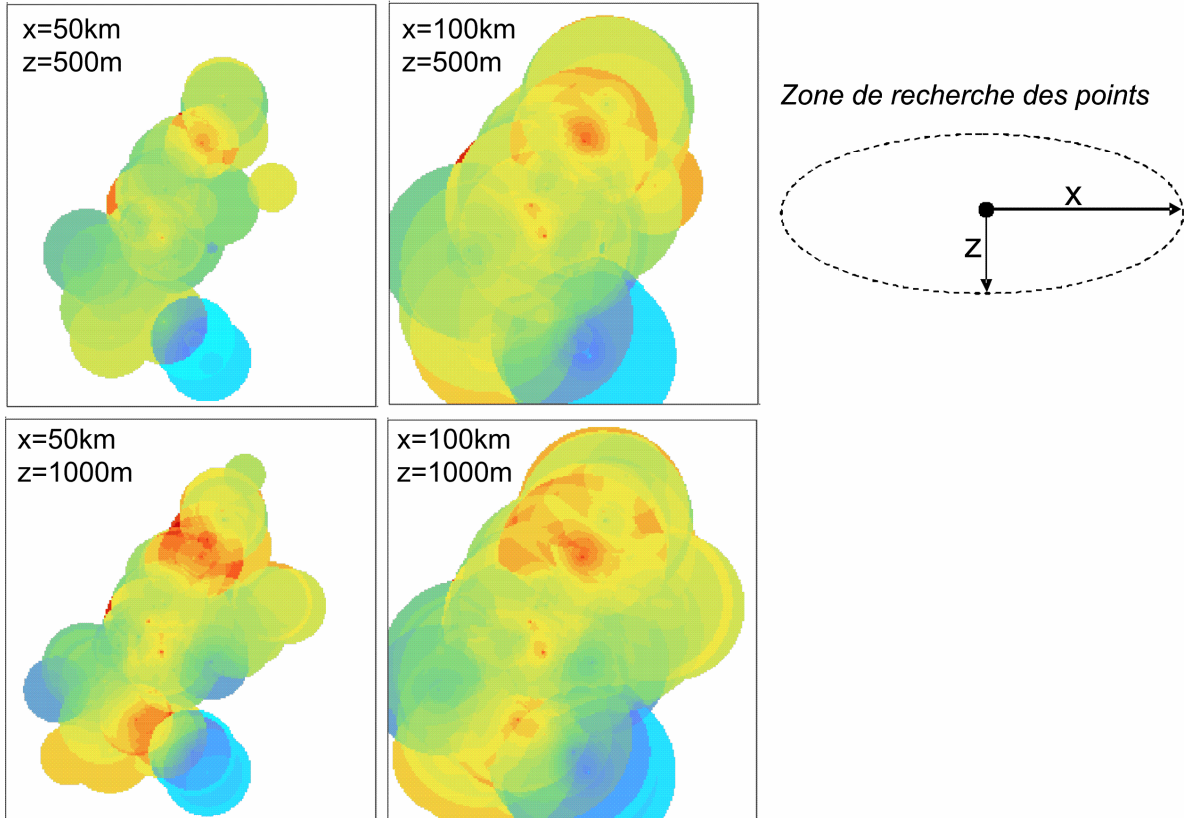 x=50km
z=500m
x=100km
z=500m
Zone de recherche des points
x
z
x=50km
z=1000m
x=100km
z=1000m